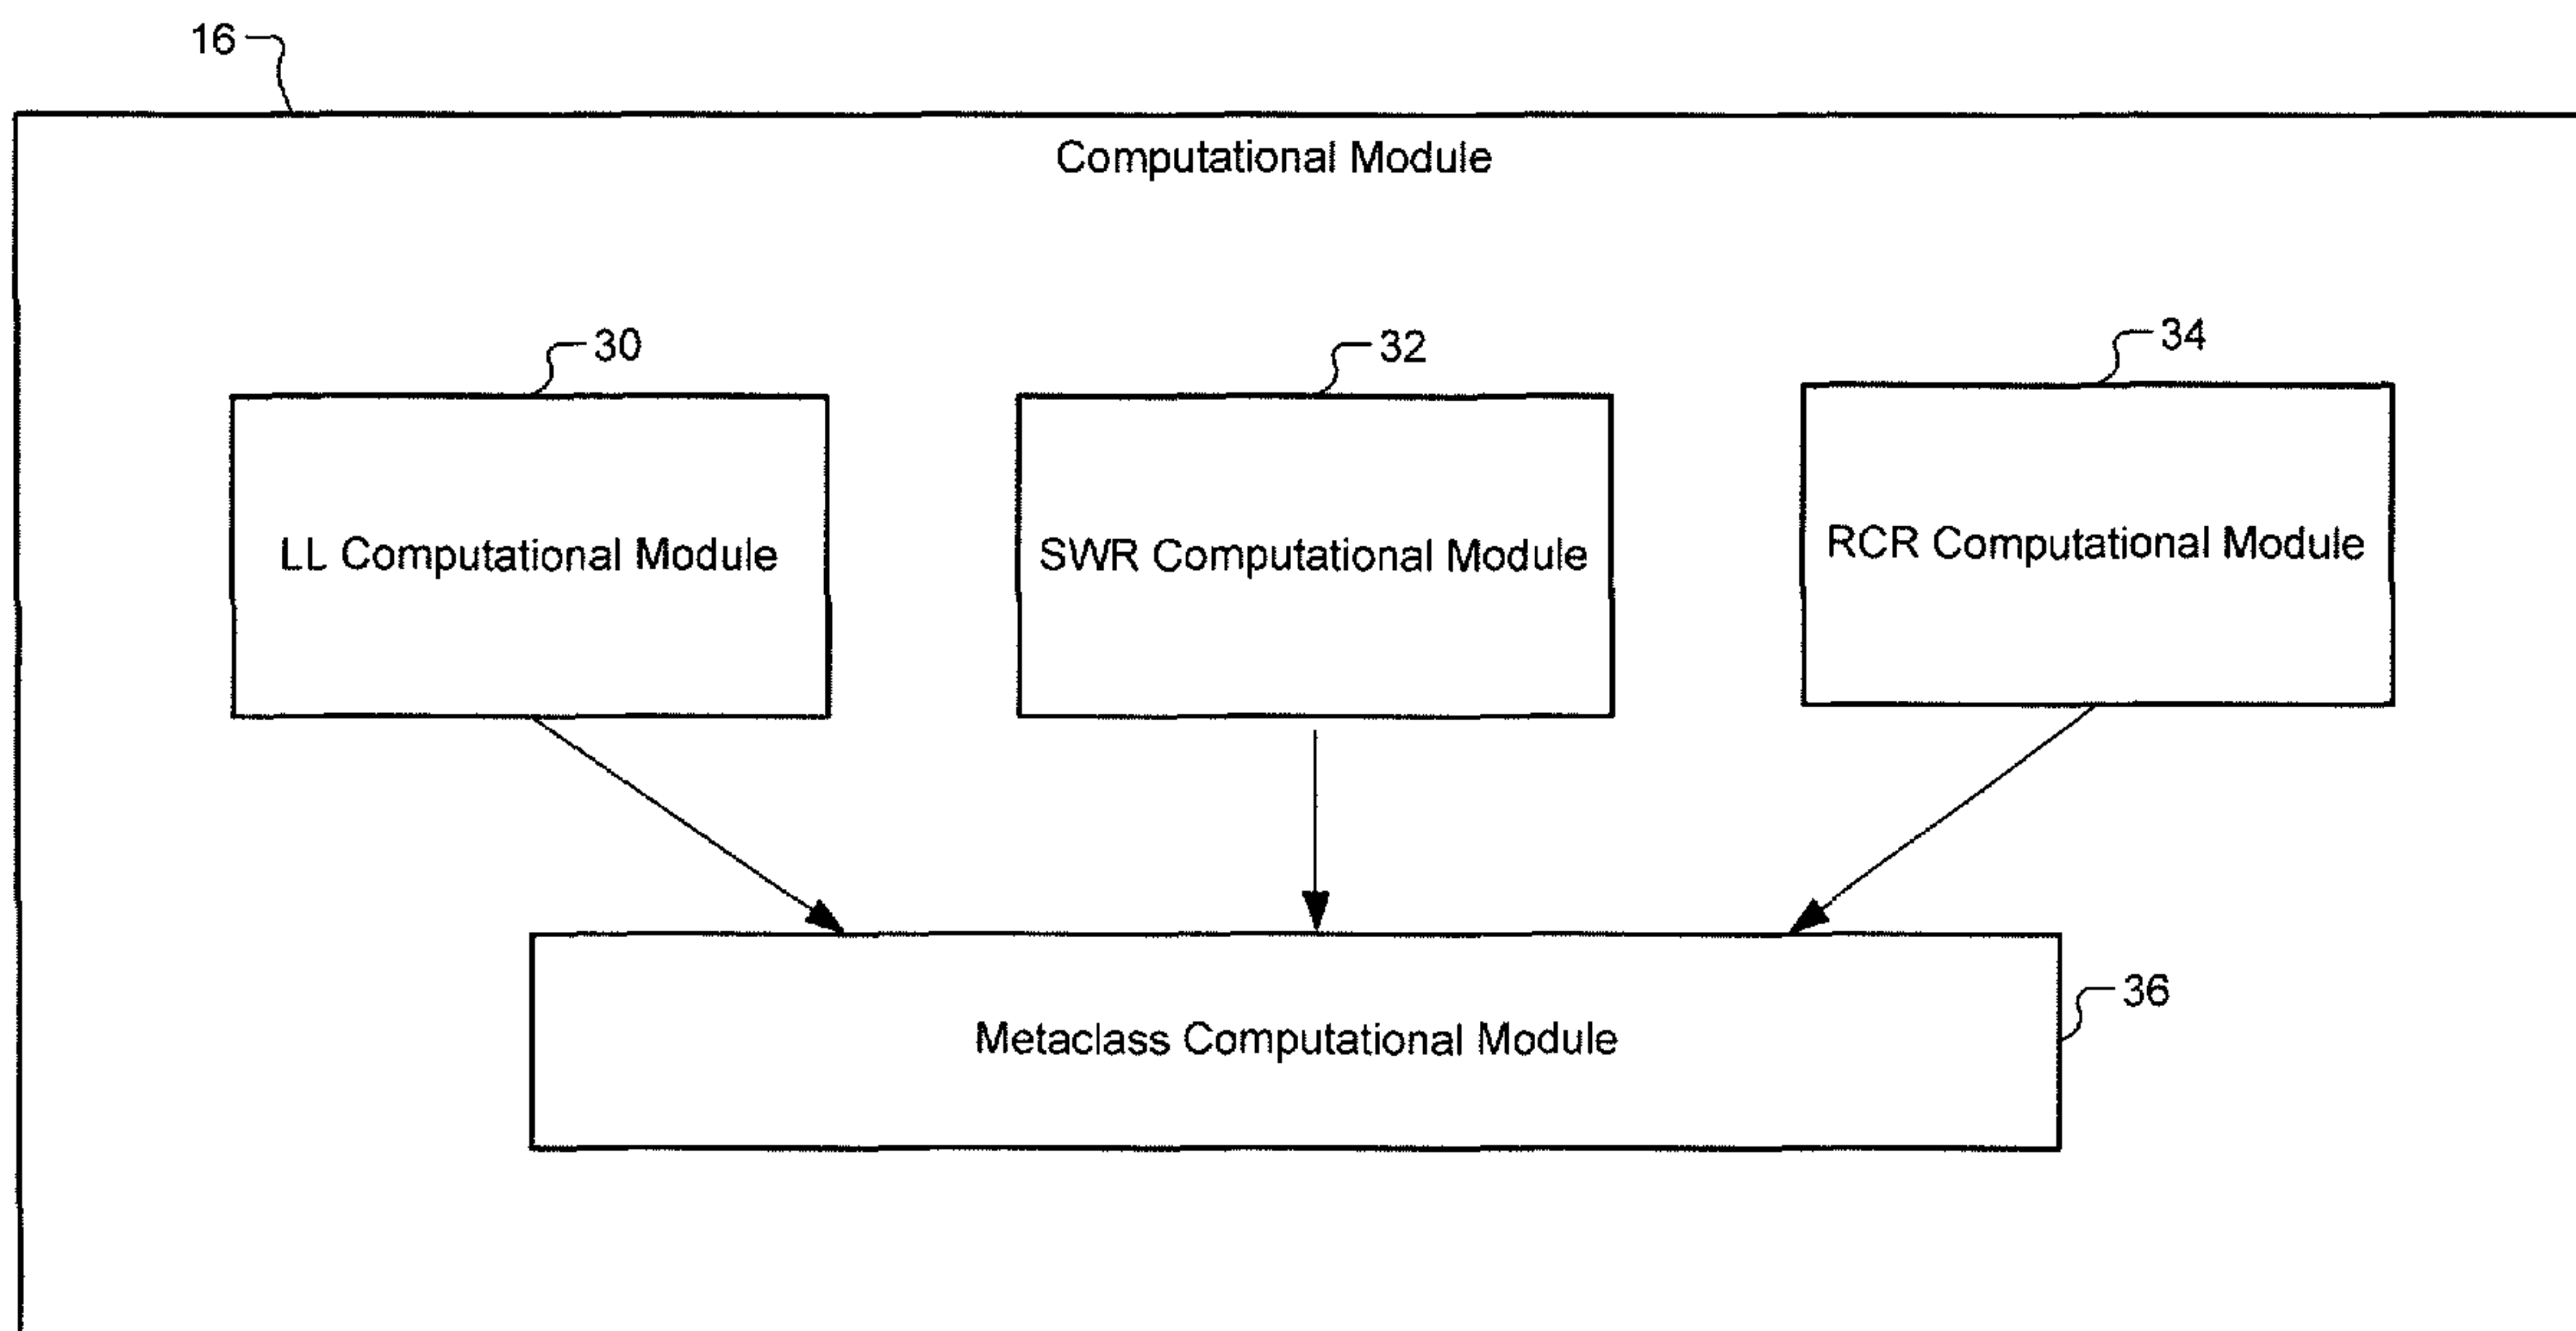 16
Computational Module
30
32
34
LL Computational Module
SWR Computational Module
RCR Computational Module
36
Metaclass Computational Module